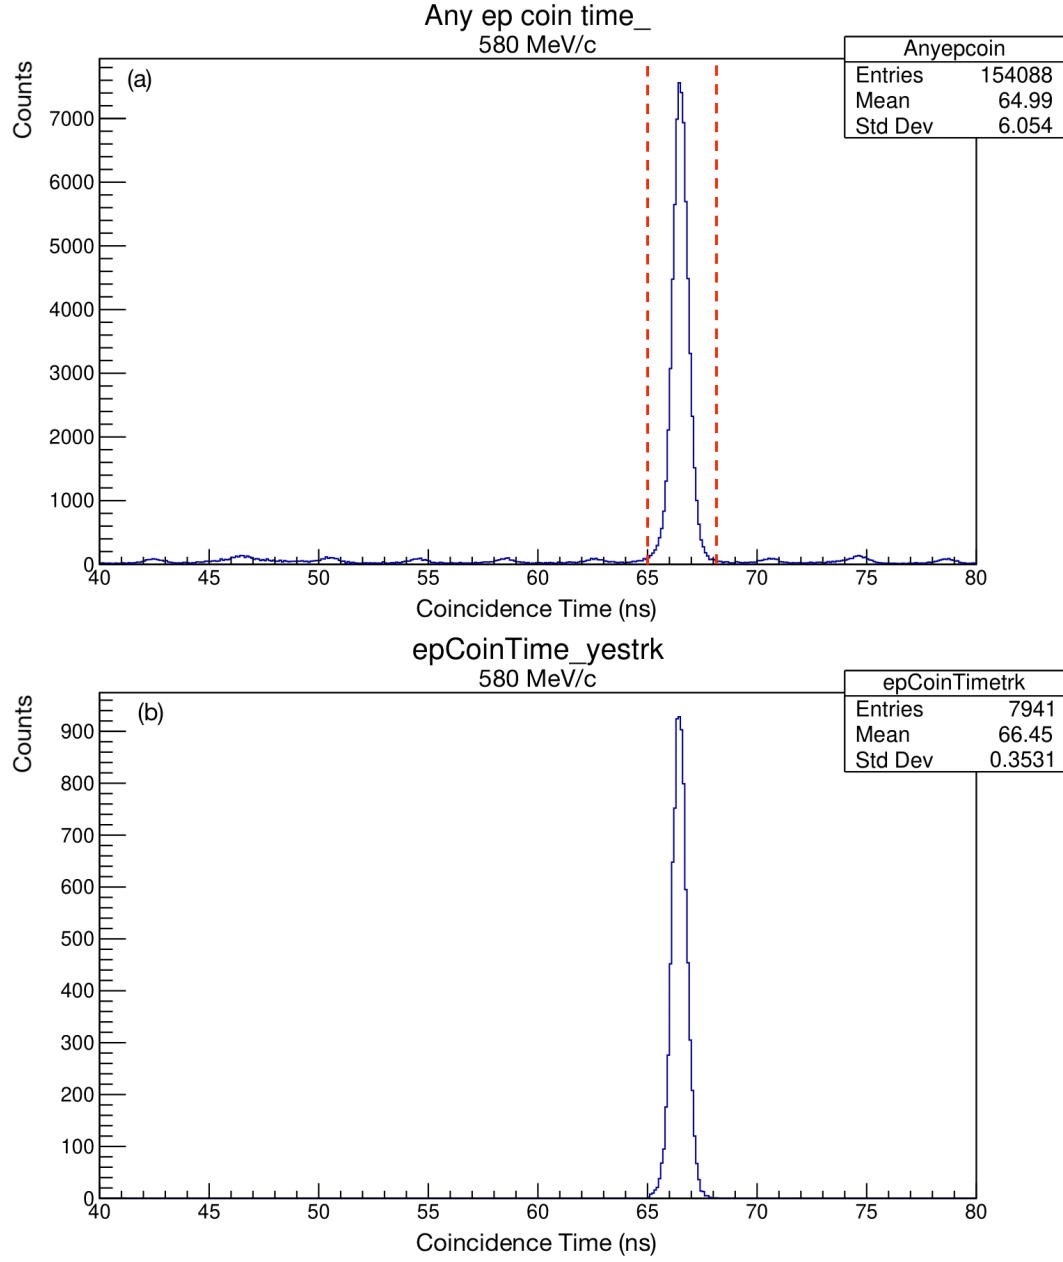 Any ep coin time_
580 MeV/c
(a)
Anyepcoin
Entries 154088
Mean 64.99
Std Dev 6.054
Counts
7000
6000
5000
4000
3000
2000
1000
0
40 45 50 55 60 65 70 75 80
Coincidence Time (ns)
epCoinTime_yestrk
580 MeV/c
(b)
epCoinTimetrk
Entries 7941
Mean 66.45
Std Dev 0.3531
Counts
900
800
700
600
500
400
300
200
100
0
40 45 50 55 60 65 70 75 80
Coincidence Time (ns)